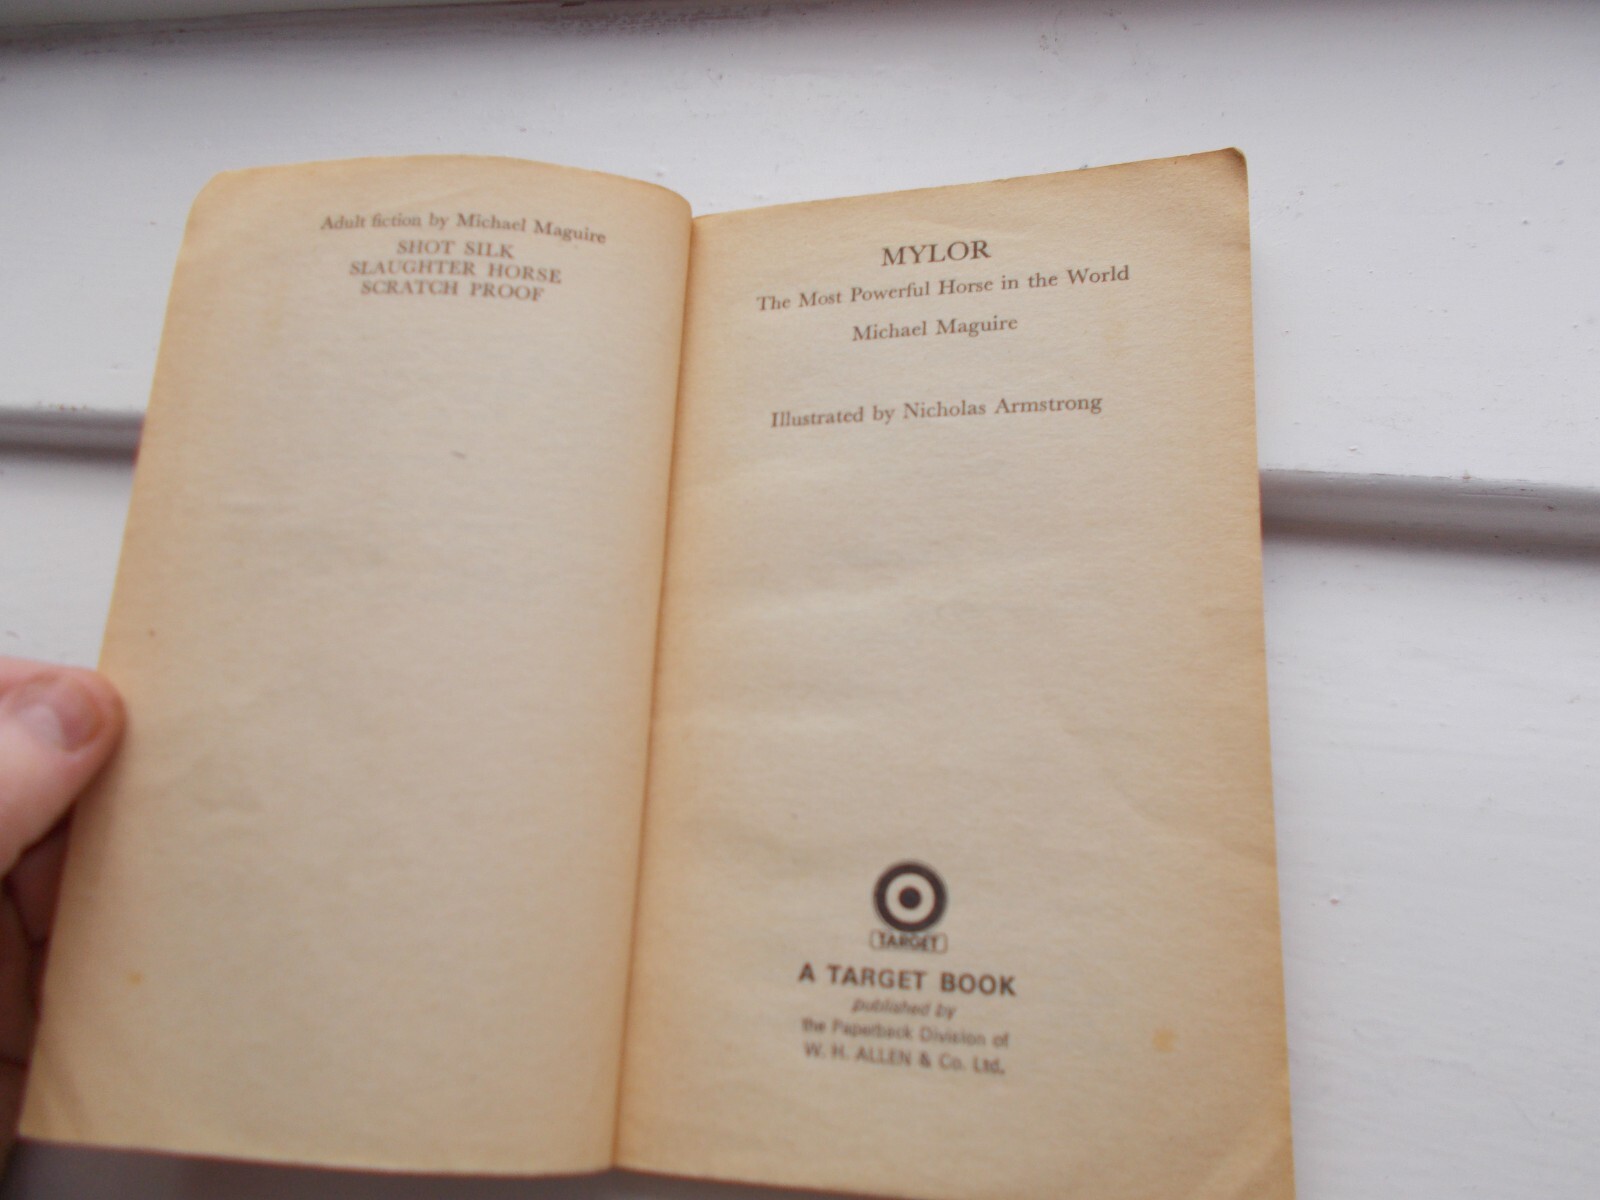 Adult fiction by Michael Maguire
SHOT SILK
SLAUGHTER HORSE
SCRATCH PROOF
MYLOR
The Most Powerful Horse in the World
Michael Maguire
Illustrated by Nicholas Armstrong
TARGET
A TARGET BOOK
published by
the Paperback Division of
W. H. ALLEN & Co. Ltd.